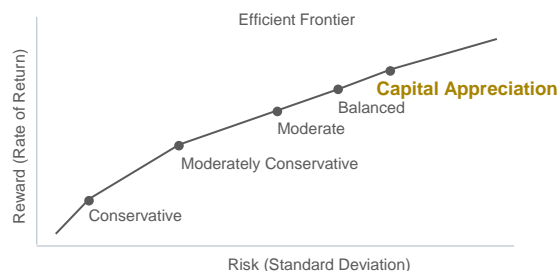 Efficient Frontier
Reward (Rate of Return)
Capital Appreciation
Balanced
Moderate
Moderately Conservative
Conservative
Risk (Standard Deviation)